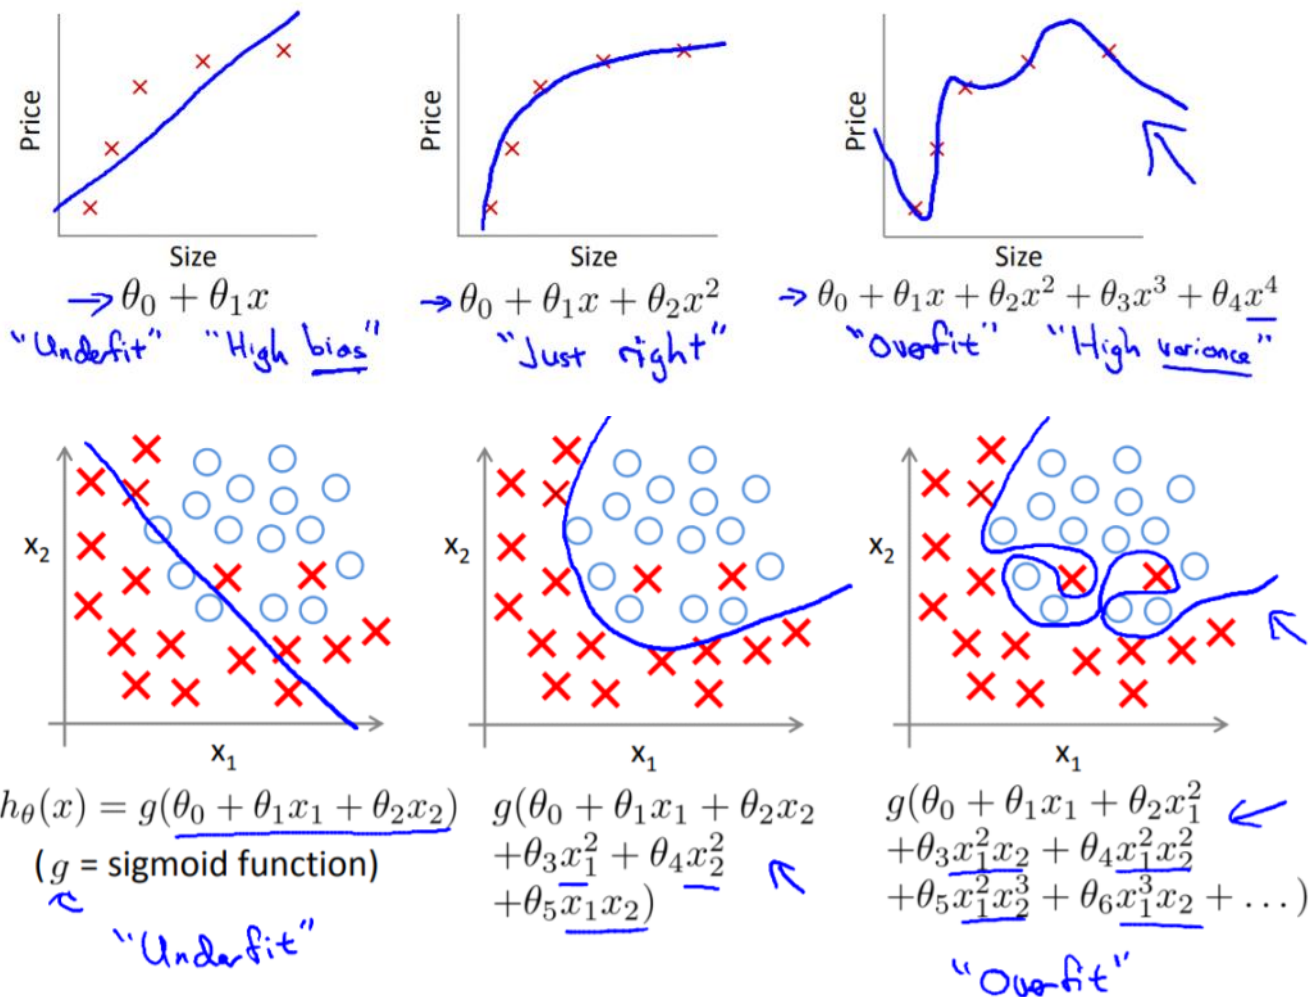 Price
Size
Price
Size
Price
Size
→ θ₀ + θ₁x
→ θ₀ + θ₁x + θ₂x²
→ θ₀ + θ₁x + θ₂x² + θ₃x³ + θ₄x⁴
"Underfit" "High bias"
"Just right"
"Overfit" "High variance"
x₂
x₁
x₂
x₁
x₂
x₁
h_θ(x) = g(θ₀ + θ₁x₁ + θ₂x₂)
(g = sigmoid function)
"Underfit"
g(θ₀ + θ₁x₁ + θ₂x₂
+θ₃x₁² + θ₄x₂²
+θ₅x₁x₂)
g(θ₀ + θ₁x₁ + θ₂x₁²
+θ₃x₁²x₂ + θ₄x₁²x₂²
+θ₅x₁²x₂³ + θ₆x₁³x₂ + ...)
"Overfit"